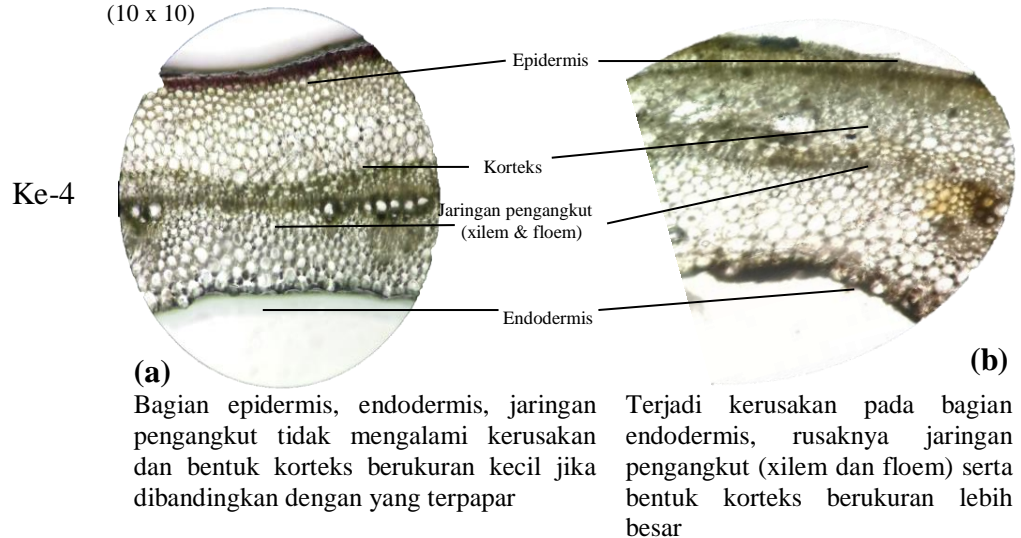 (10 x 10)
Epidermis
Korteks
Ke-4
Jaringan pengangkut
(xilem & floem)
Endodermis
(a)
Bagian epidermis, endodermis, jaringan
pengangkut tidak mengalami kerusakan
dan bentuk korteks berukuran kecil jika
dibandingkan dengan yang terpapar
(b)
Terjadi kerusakan pada bagian
endodermis, rusaknya jaringan
pengangkut (xilem dan floem) serta
bentuk korteks berukuran lebih
besar